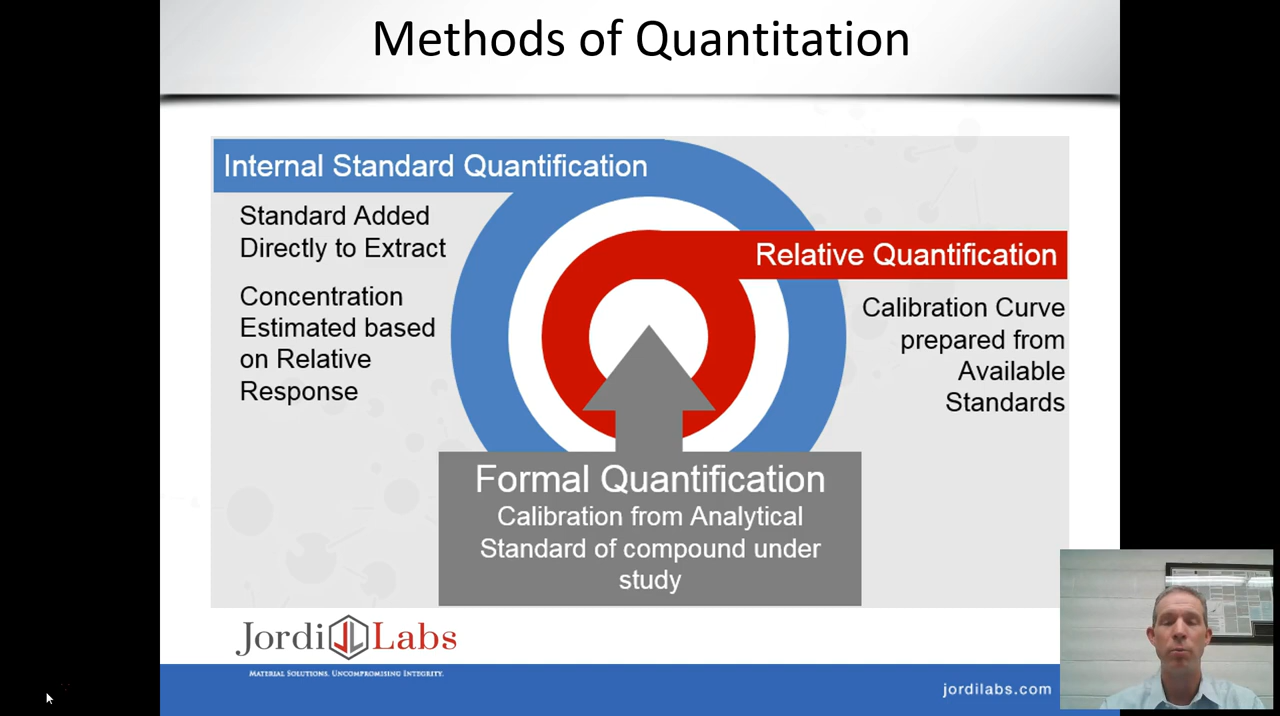 Methods of Quantitation
Internal Standard Quantification
Standard Added
Directly to Extract
Concentration
Estimated based
on Relative
Response
Relative Quantification
Calibration Curve
prepared from
Available
Standards
Formal Quantification
Calibration from Analytical
Standard of compound under
study
Jordi JL Labs
MATERIAL SOLUTIONS. UNCOMPROMISING INTEGRITY.
jordilabs.com